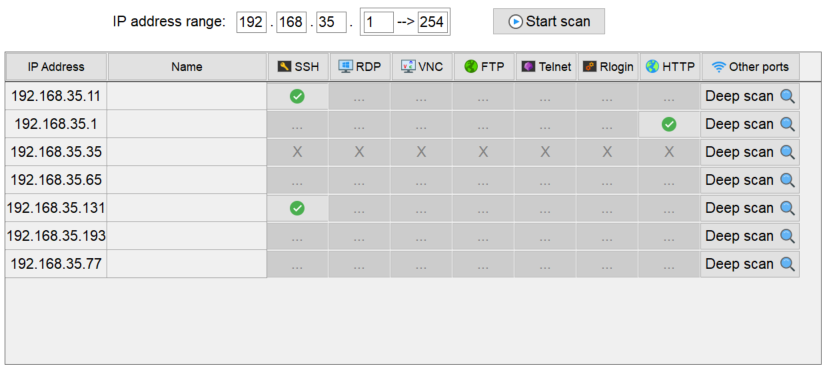 IP address range: 192 . 168 . 35 . 1 --> 254 Start scan
IP Address Name SSH RDP VNC FTP Telnet Rlogin HTTP Other ports
192.168.35.11 ... ... ... ... ... ... Deep scan
192.168.35.1 ... ... ... ... ... ... Deep scan
192.168.35.35 X X X X X X X Deep scan
192.168.35.65 ... ... ... ... ... ... ... Deep scan
192.168.35.131 ... ... ... ... ... ... Deep scan
192.168.35.193 ... ... ... ... ... ... ... Deep scan
192.168.35.77 ... ... ... ... ... ... ... Deep scan